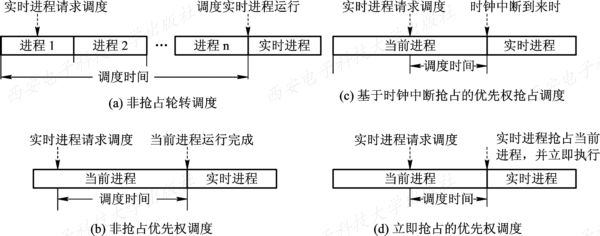 实时进程请求调度
调度实时进程运行
进程 1
进程 2
…
进程 n
实时进程
调度时间
(a) 非抢占轮转调度
实时进程请求调度
时钟中断到来时
当前进程
实时进程
调度时间
(c) 基于时钟中断抢占的优先权抢占调度
实时进程请求调度
当前进程运行完成
当前进程
实时进程
调度时间
(b) 非抢占优先权调度
实时进程请求调度
实时进程抢占当前
进程，并立即执行
当前进程
实时进程
调度时间
(d) 立即抢占的优先权调度